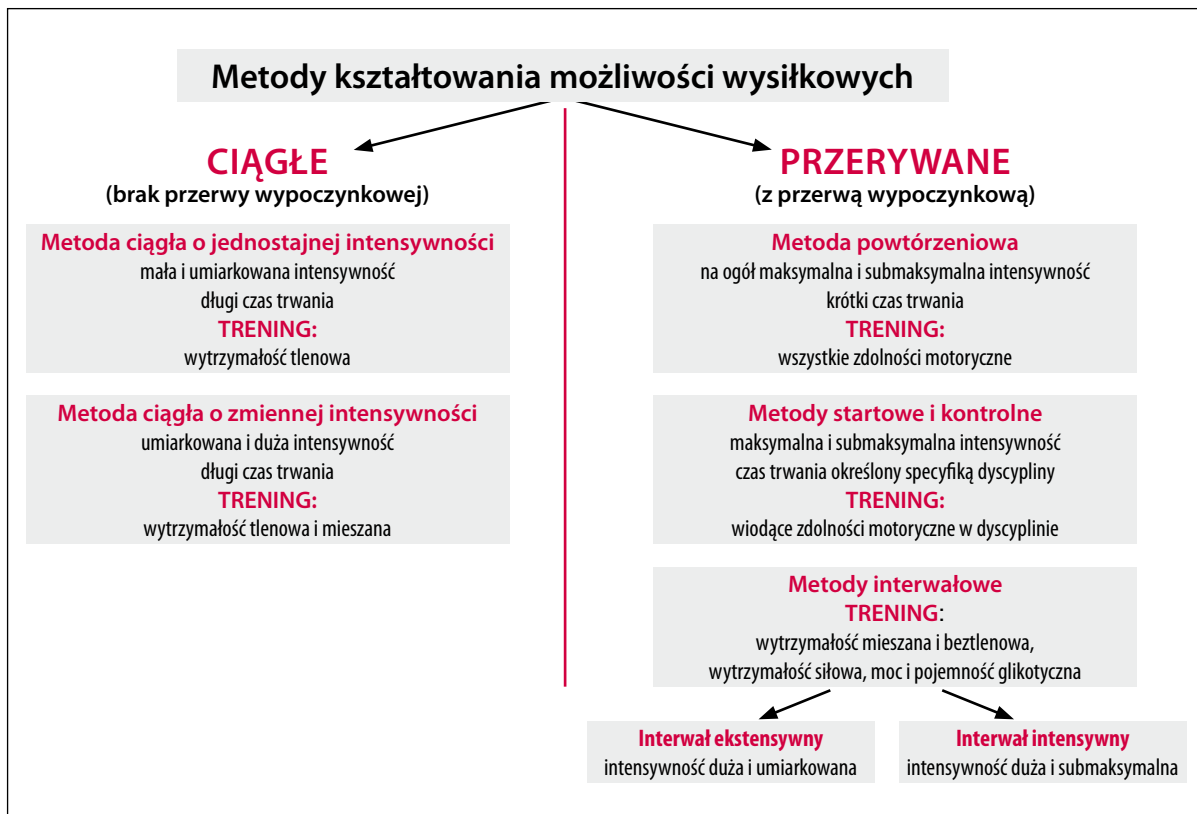 Metody kształtowania możliwości wysiłkowych
CIĄGŁE
(brak przerwy wypoczynkowej)
Metoda ciągła o jednostajnej intensywności
mała i umiarkowana intensywność
długi czas trwania
TRENING:
wytrzymałość tlenowa
Metoda ciągła o zmiennej intensywności
umiarkowana i duża intensywność
długi czas trwania
TRENING:
wytrzymałość tlenowa i mieszana
PRZERYWANE
(z przerwą wypoczynkową)
Metoda powtórzeniowa
na ogół maksymalna i submaksymalna intensywność
krótki czas trwania
TRENING:
wszystkie zdolności motoryczne
Metody startowe i kontrolne
maksymalna i submaksymalna intensywność
czas trwania określony specyfiką dyscypliny
TRENING:
wiodące zdolności motoryczne w dyscyplinie
Metody interwałowe
TRENING:
wytrzymałość mieszana i beztlenowa,
wytrzymałość siłowa, moc i pojemność glikotyczna
Interwał ekstensywny
intensywność duża i umiarkowana
Interwał intensywny
intensywność duża i submaksymalna